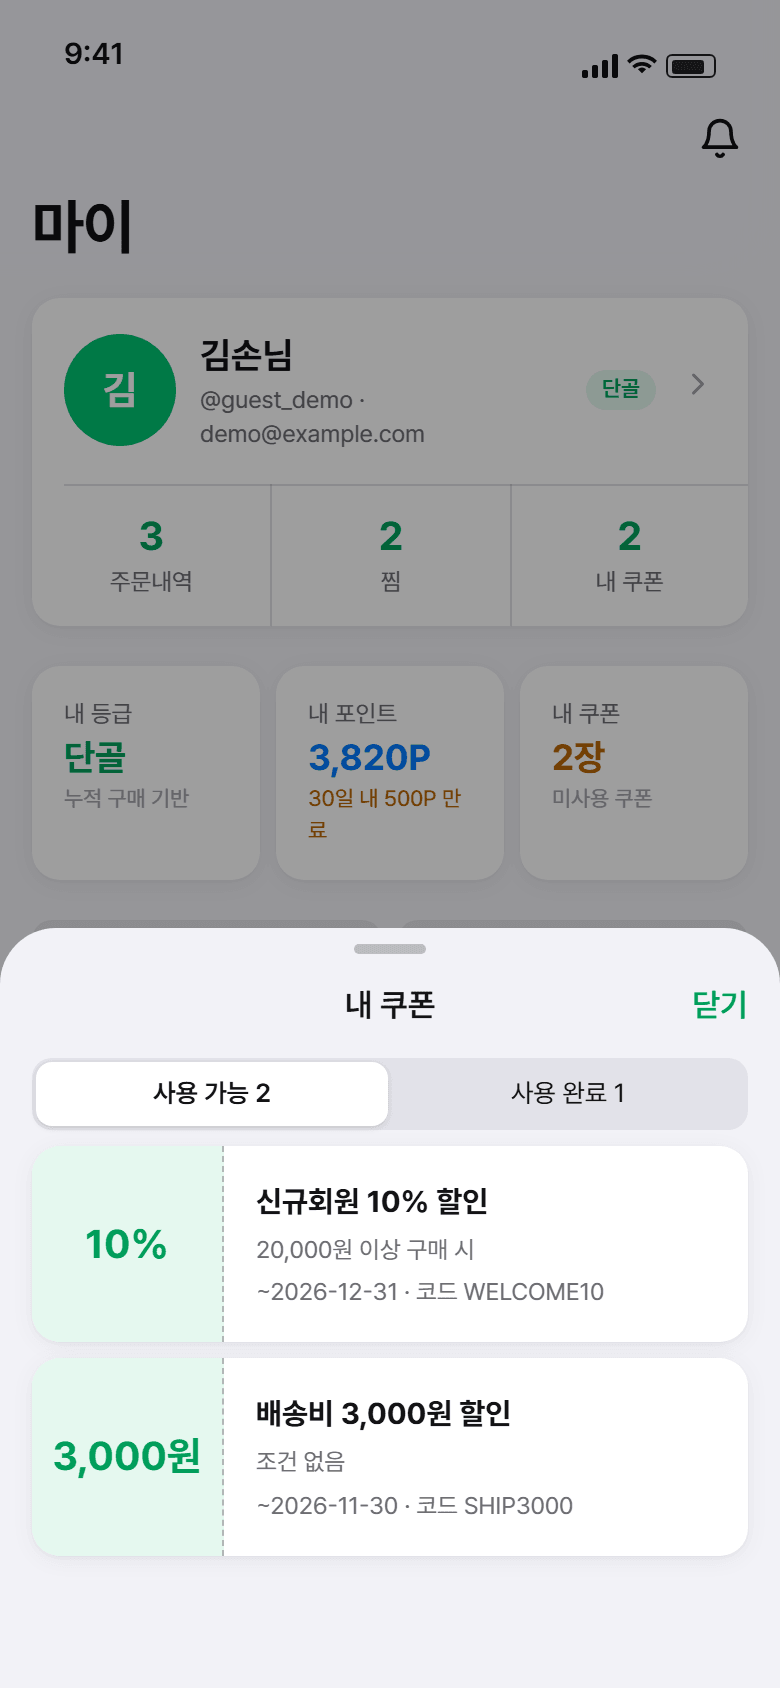 9:41
마이
김
김손님
@guest_demo ·
demo@example.com
단골
3
주문내역
2
찜
2
내 쿠폰
내 등급
단골
누적 구매 기반
내 포인트
3,820P
30일 내 500P 만
료
내 쿠폰
2장
미사용 쿠폰
내 쿠폰
닫기
사용 가능 2
사용 완료 1
10%
신규회원 10% 할인
20,000원 이상 구매 시
~2026-12-31 · 코드 WELCOME10
3,000원
배송비 3,000원 할인
조건 없음
~2026-11-30 · 코드 SHIP3000